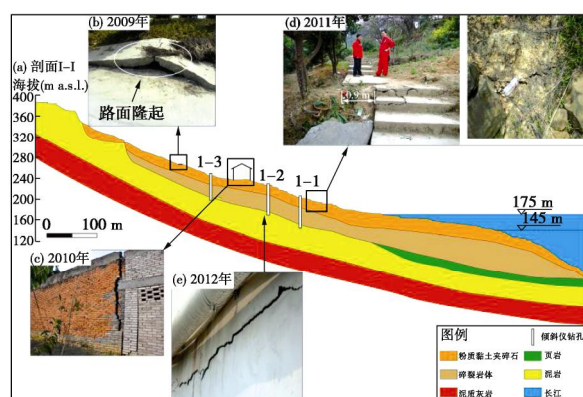 (b) 2009年
(d) 2011年
(a) 剖面I-I
海拔(m a.s.l.)
路面隆起
0.9 m
400
360
320
280
240
200
160
120
1-3
1-2
1-1
175 m
145 m
0 100 m
(c) 2010年
(e) 2012年
图例
粉质黏土夹碎石
倾斜仪钻孔
碎裂岩体
页岩
泥质灰岩
泥岩
长江